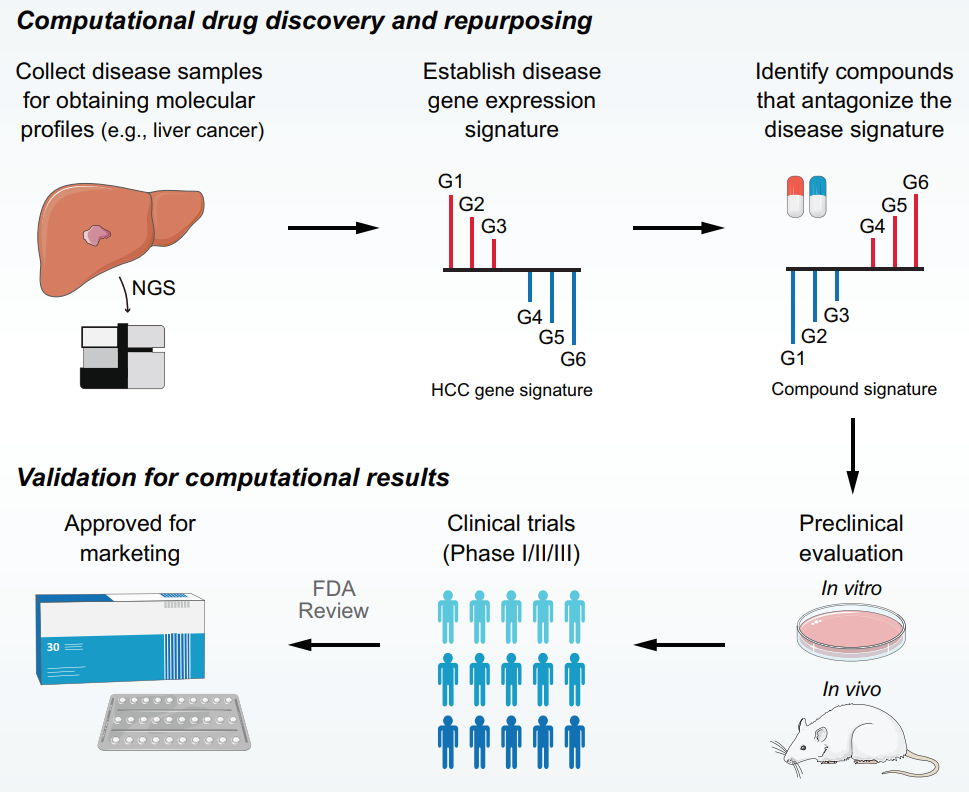 Computational drug discovery and repurposing
Collect disease samples
for obtaining molecular
profiles (e.g., liver cancer)
Establish disease
gene expression
signature
Identify compounds
that antagonize the
disease signature
NGS
G1
G2
G3
G4
G5
G6
HCC gene signature
G6
G5
G4
G3
G2
G1
Compound signature
Validation for computational results
Approved for
marketing
30
FDA
Review
Clinical trials
(Phase I/II/III)
Preclinical
evaluation
In vitro
In vivo